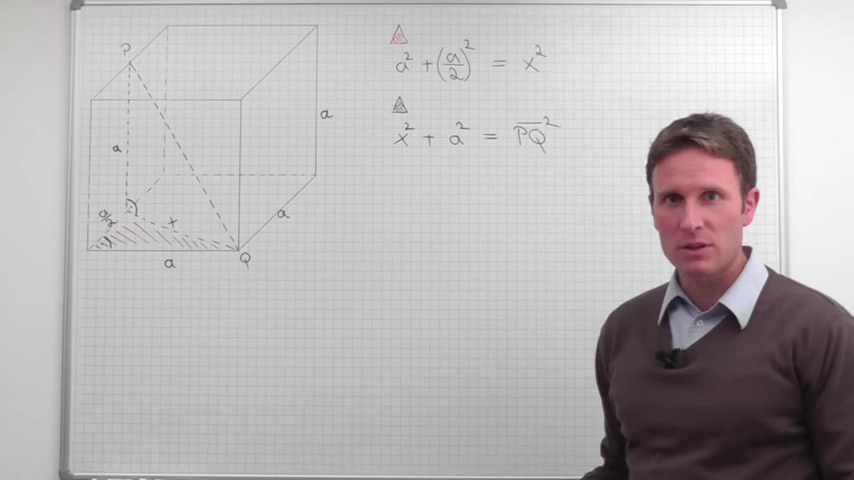 P
a² + (a/2)² = x²
a
x² + a² = PQ²
a
a/2
x
a
a
Q